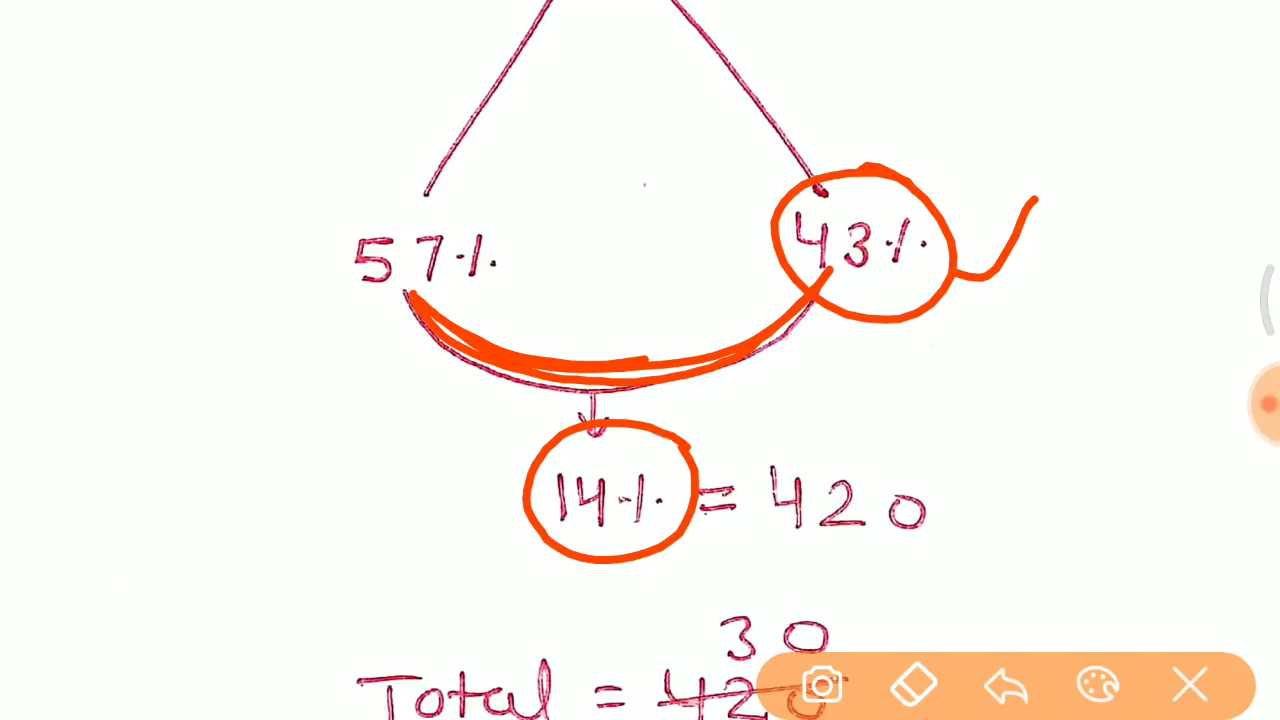 57% 43%
14% = 420
30
Total = 420